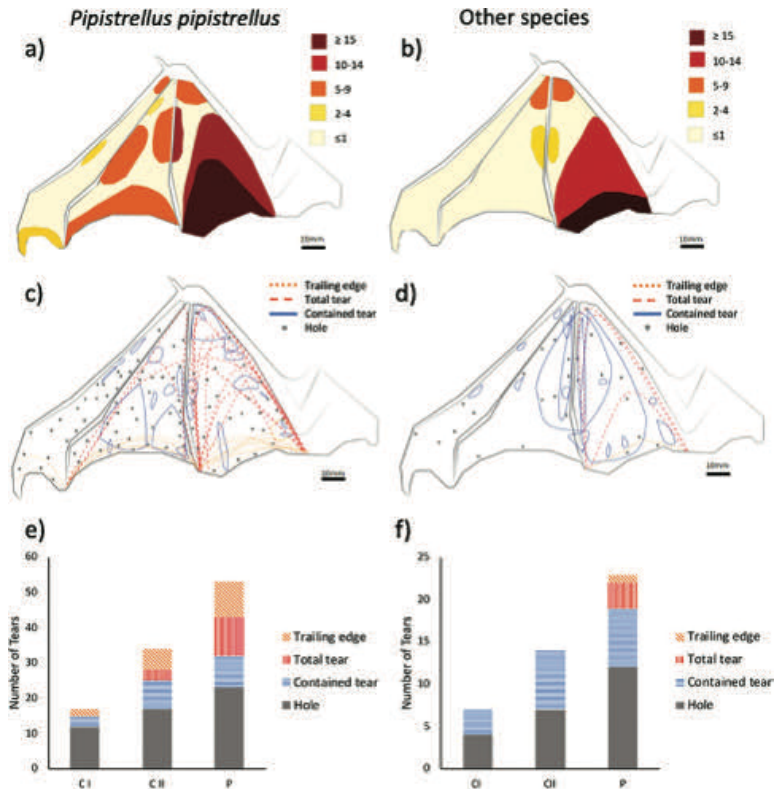 Pipistrellus pipistrellus
Other species
a)
≥ 15
10-14
5-9
2-4
≤1
10mm
b)
≥ 15
10-14
5-9
2-4
≤1
10mm
c)
Trailing edge
Total tear
Contained tear
Hole
10mm
d)
Trailing edge
Total tear
Contained tear
Hole
10mm
e)
60
50
40
30
20
10
0
Number of Tears
C I
C II
P
Trailing edge
Total tear
Contained tear
Hole
f)
25
20
15
10
5
0
Number of Tears
CI
CII
P
Trailing edge
Total tear
Contained tear
Hole